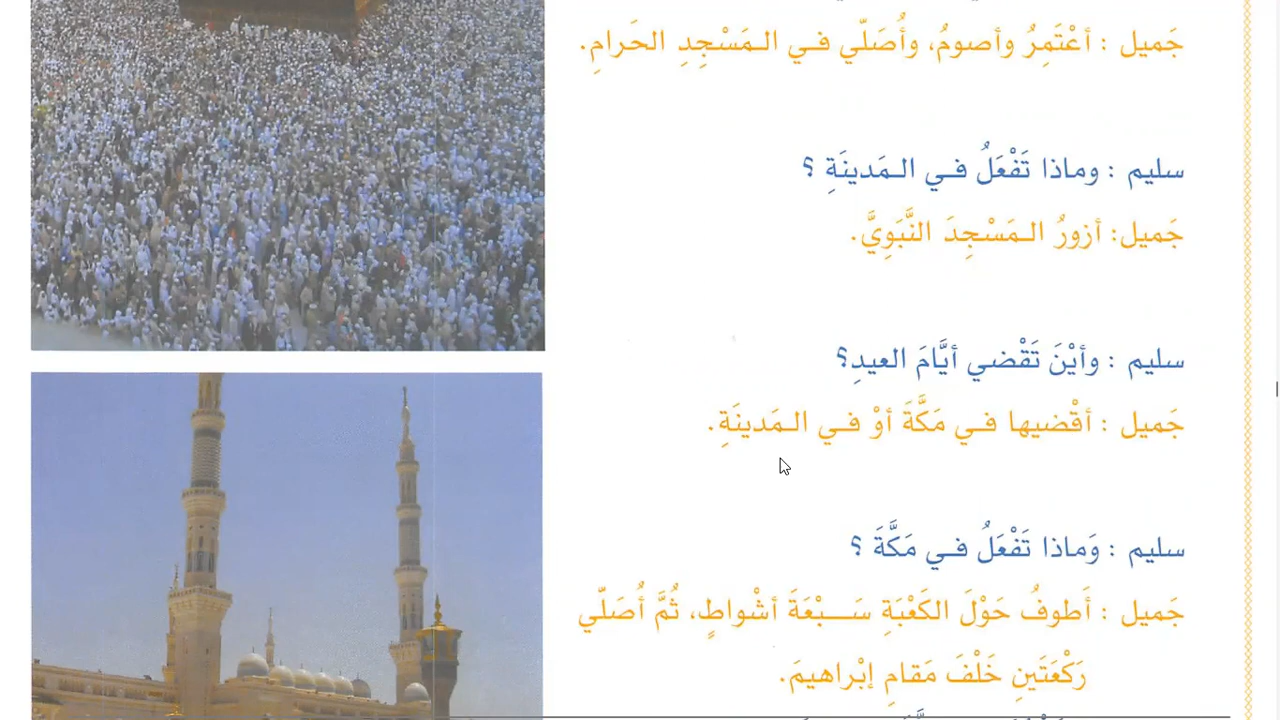 جَميل : أعْتَمِرُ وأصومُ، وأُصَلّي في المَسْجِدِ الحَرامِ.
سليم : وماذا تَفْعَلُ في المَدينَةِ ؟
جَميل: أزورُ المَسْجِدَ النَّبَوِيَّ.
سليم : وأيْنَ تَقْضي أيَّامَ العيدِ؟
جَميل : أقْضيها في مَكَّةَ أوْ في المَدينَةِ.
سليم : وَماذا تَفْعَلُ في مَكَّةَ ؟
جَميل : أَطوفُ حَوْلَ الكَعْبَةِ سَبْعَةَ أشْواطٍ، ثُمَّ أُصَلّي
رَكْعَتَينِ خَلْفَ مَقامِ إبْراهيمَ.